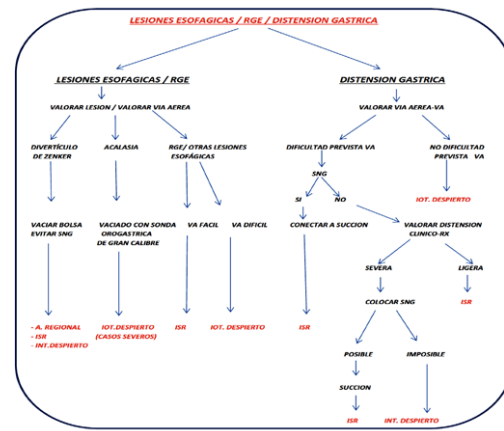 LESIONES ESOFAGICAS / RGE / DISTENSION GASTRICA
LESIONES ESOFAGICAS / RGE
DISTENSION GASTRICA
VALORAR LESION / VALORAR VIA AEREA
VALORAR VIA AEREA-VA
DIVERTÍCULO
DE ZENKER
ACALASIA
RGE/ OTRAS LESIONES
ESOFÁGICAS
DIFICULTAD PREVISTA VA
NO DIFICULTAD
PREVISTA VA
SNG
IOT. DESPIERTO
SI
NO
VACIAR BOLSA
EVITAR SNG
VACIADO CON SONDA
OROGASTRICA
DE GRAN CALIBRE
VA FACIL
VA DIFICIL
CONECTAR A SUCCION
VALORAR DISTENSION
CLINICO-RX
SEVERA
LIGERA
COLOCAR SNG
ISR
- A. REGIONAL
- ISR
- INT.DESPIERTO
IOT.DESPIERTO
(CASOS SEVEROS)
ISR
IOT. DESPIERTO
ISR
POSIBLE
IMPOSIBLE
SUCCION
ISR
INT. DESPIERTO